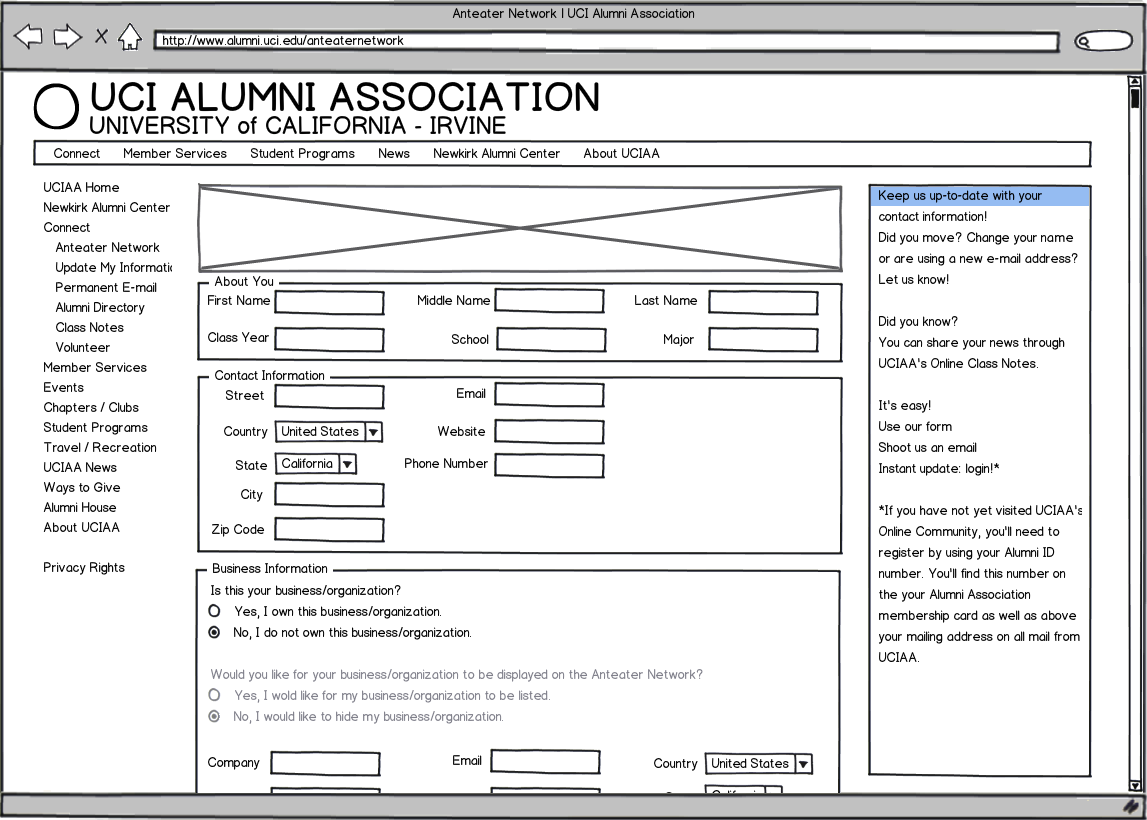 Anteater Network | UCI Alumni Association
http://www.alumni.uci.edu/anteaternetwork
UCI ALUMNI ASSOCIATION
UNIVERSITY of CALIFORNIA - IRVINE
Connect Member Services Student Programs News Newkirk Alumni Center About UCIAA
UCIAA Home
Newkirk Alumni Center
Connect
Anteater Network
Update My Informatic
Permanent E-mail
Alumni Directory
Class Notes
Volunteer
Member Services
Events
Chapters / Clubs
Student Programs
Travel / Recreation
UCIAA News
Ways to Give
Alumni House
About UCIAA
Privacy Rights
About You
First Name Middle Name Last Name
Class Year School Major
Contact Information
Street Email
Country United States Website
State California Phone Number
City
Zip Code
Business Information
Is this your business/organization?
Yes, I own this business/organization.
No, I do not own this business/organization.
Would you like for your business/organization to be displayed on the Anteater Network?
Yes, I wold like for my business/organization to be listed.
No, I would like to hide my business/organization.
Company Email Country United States
Keep us up-to-date with your
contact information!
Did you move? Change your name
or are using a new e-mail address?
Let us know!
Did you know?
You can share your news through
UCIAA's Online Class Notes.
It's easy!
Use our form
Shoot us an email
Instant update: login!*
*If you have not yet visited UCIAA's
Online Community, you'll need to
register by using your Alumni ID
number. You'll find this number on
the your Alumni Association
membership card as well as above
your mailing address on all mail from
UCIAA.